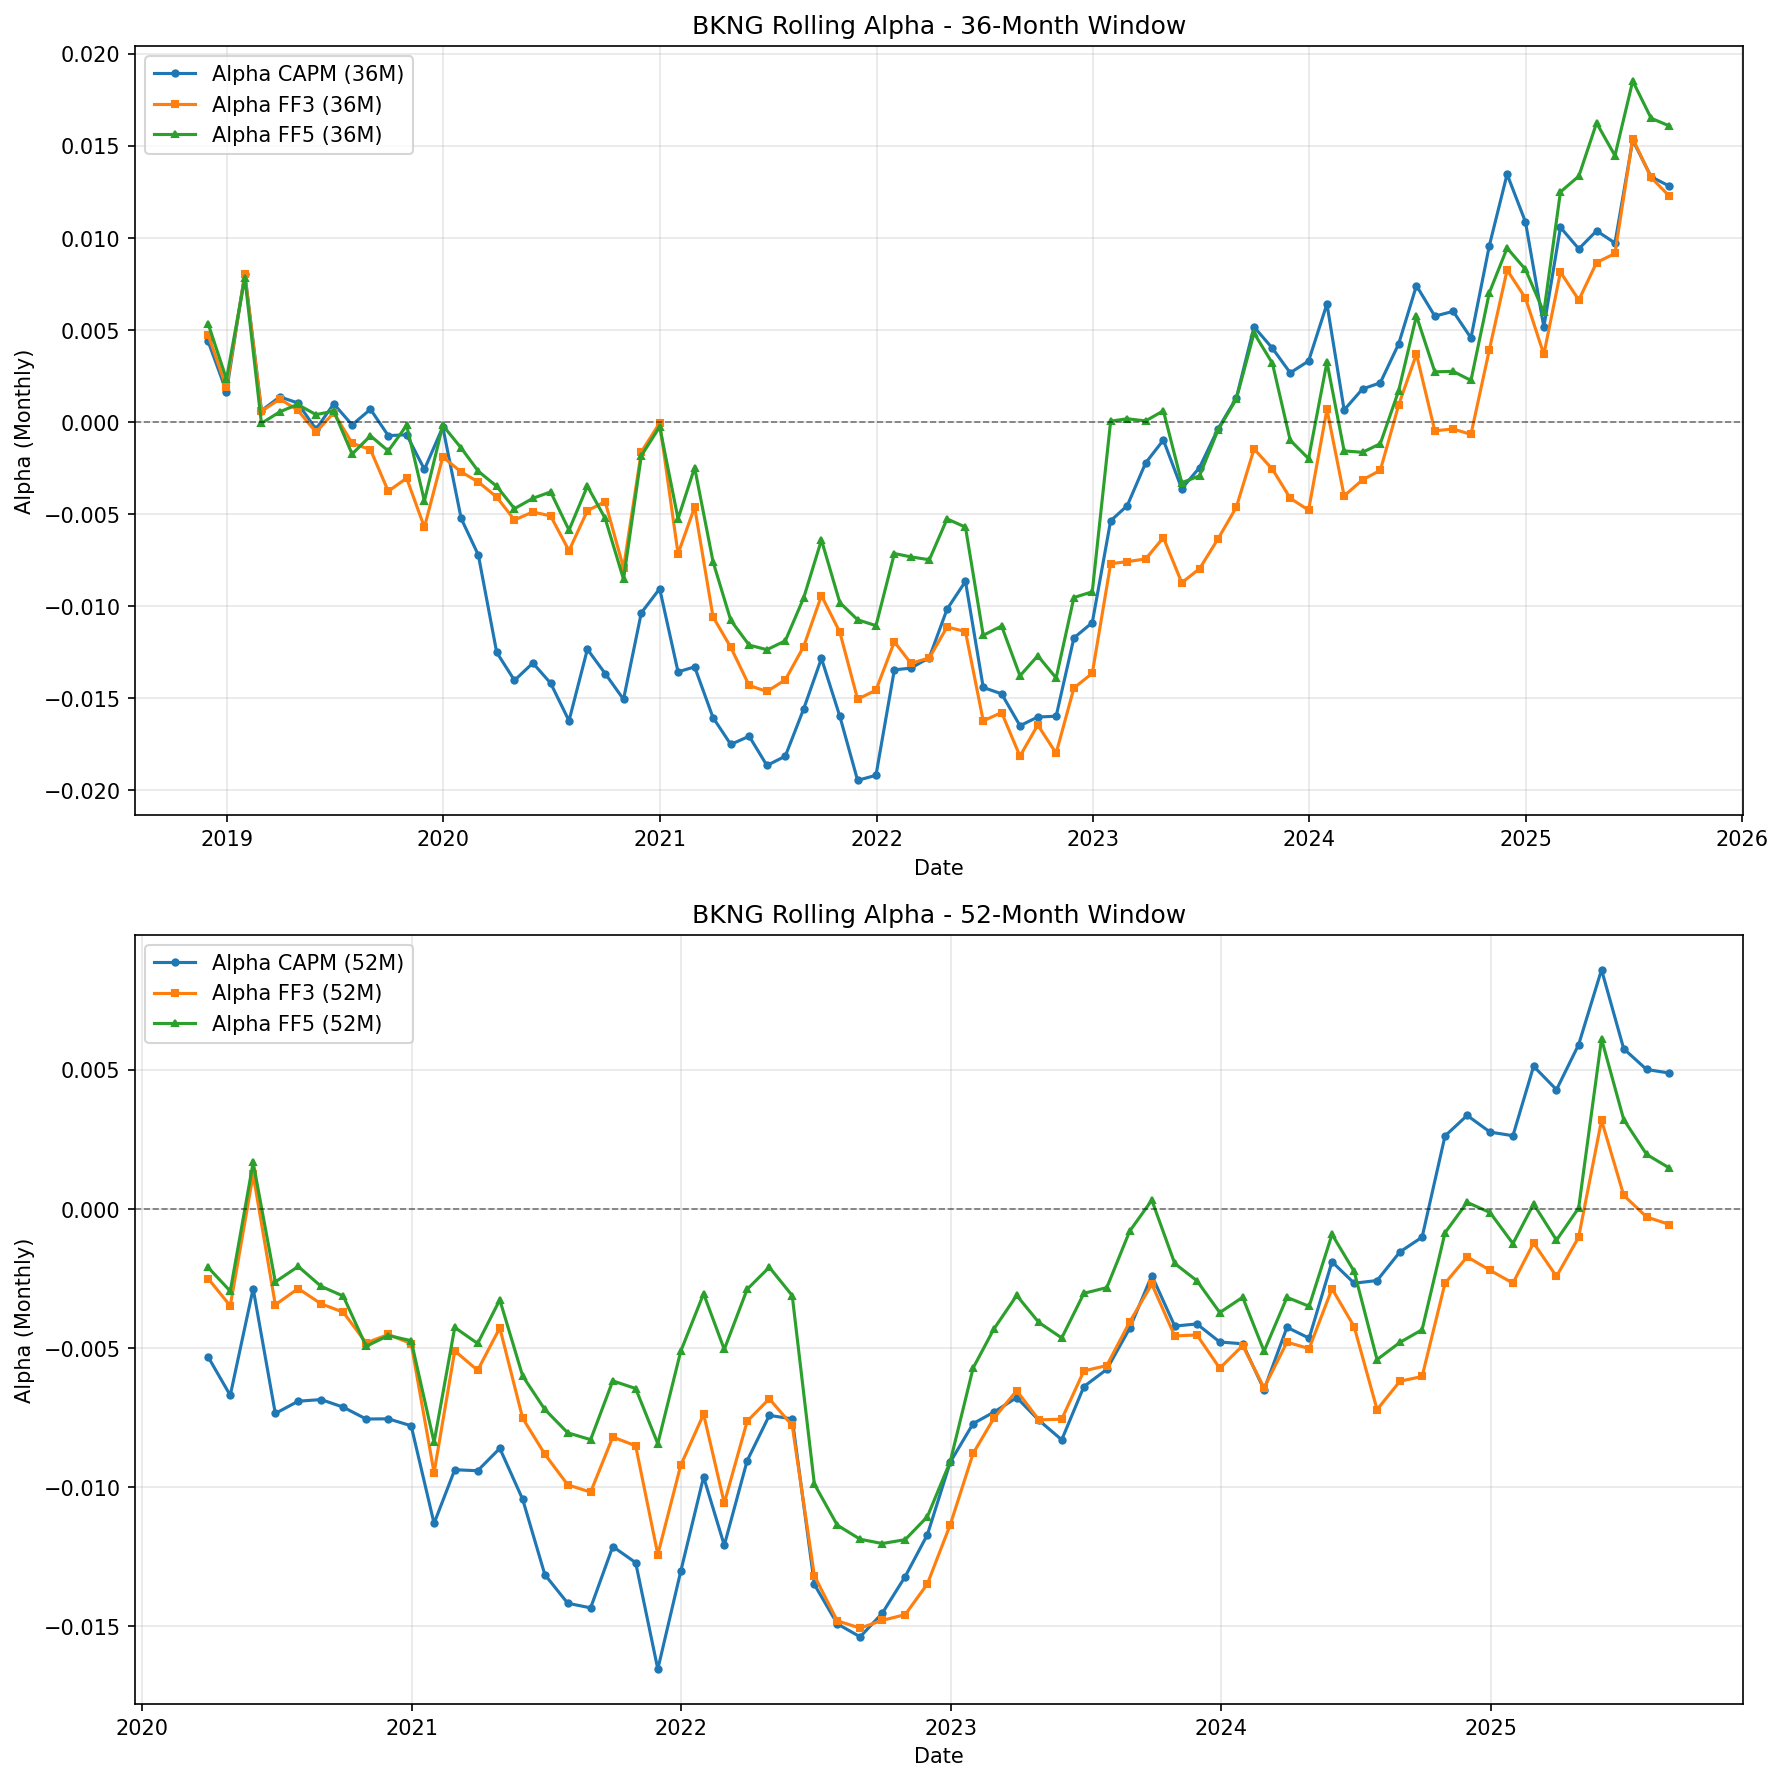 BKNG Rolling Alpha - 36-Month Window
Alpha CAPM (36M)
Alpha FF3 (36M)
Alpha FF5 (36M)
Alpha (Monthly)
0.020
0.015
0.010
0.005
0.000
−0.005
−0.010
−0.015
−0.020
2019 2020 2021 2022 2023 2024 2025 2026
Date
BKNG Rolling Alpha - 52-Month Window
Alpha CAPM (52M)
Alpha FF3 (52M)
Alpha FF5 (52M)
Alpha (Monthly)
0.005
0.000
−0.005
−0.010
−0.015
2020 2021 2022 2023 2024 2025
Date